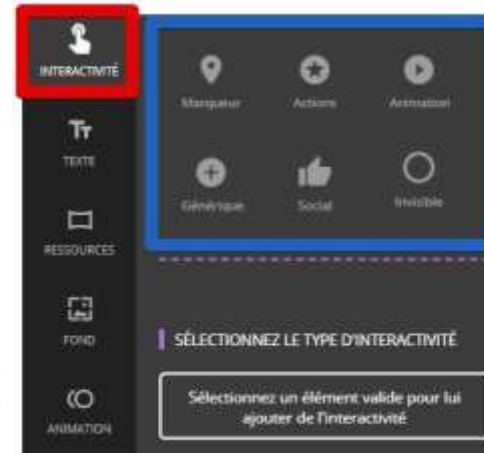 INTERACTIVITÉ
Marqueur
Actions
Animation
Tт
TEXTE
Générique
Social
Invisible
RESSOURCES
FOND
SÉLECTIONNEZ LE TYPE D'INTERACTIVITÉ
ANIMATION
Sélectionnez un élément valide pour lui
ajouter de l'interactivité